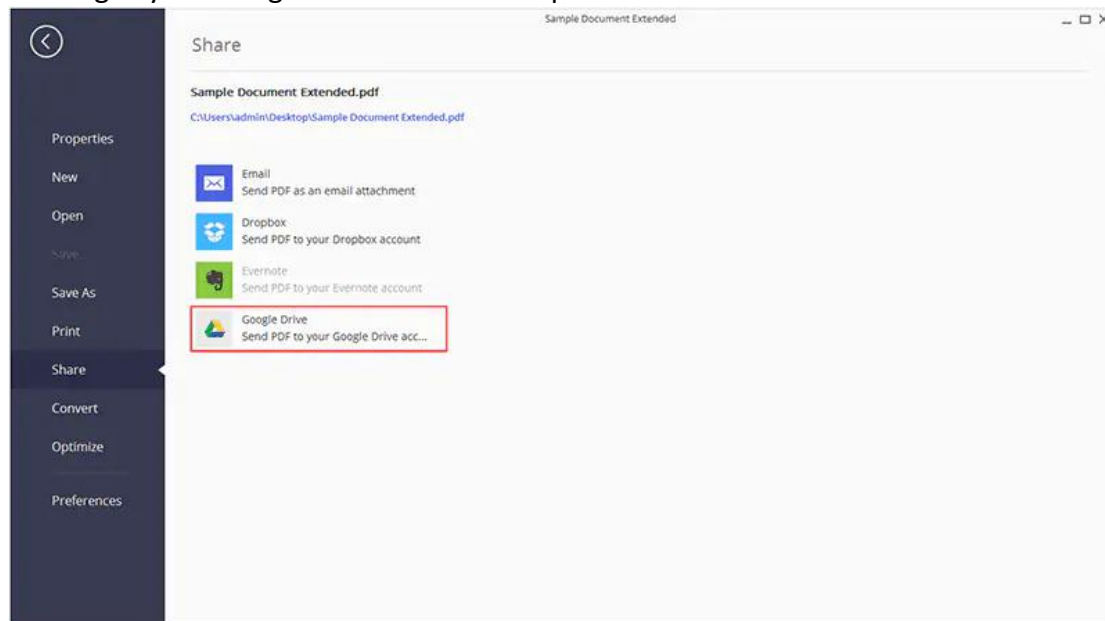 Sample Document Extended
Share
Sample Document Extended.pdf
C:\Users\admin\Desktop\Sample Document Extended.pdf
Properties
New
Open
Save
Save As
Print
Share
Convert
Optimize
Preferences
Email
Send PDF as an email attachment
Dropbox
Send PDF to your Dropbox account
Evernote
Send PDF to your Evernote account
Google Drive
Send PDF to your Google Drive acc...